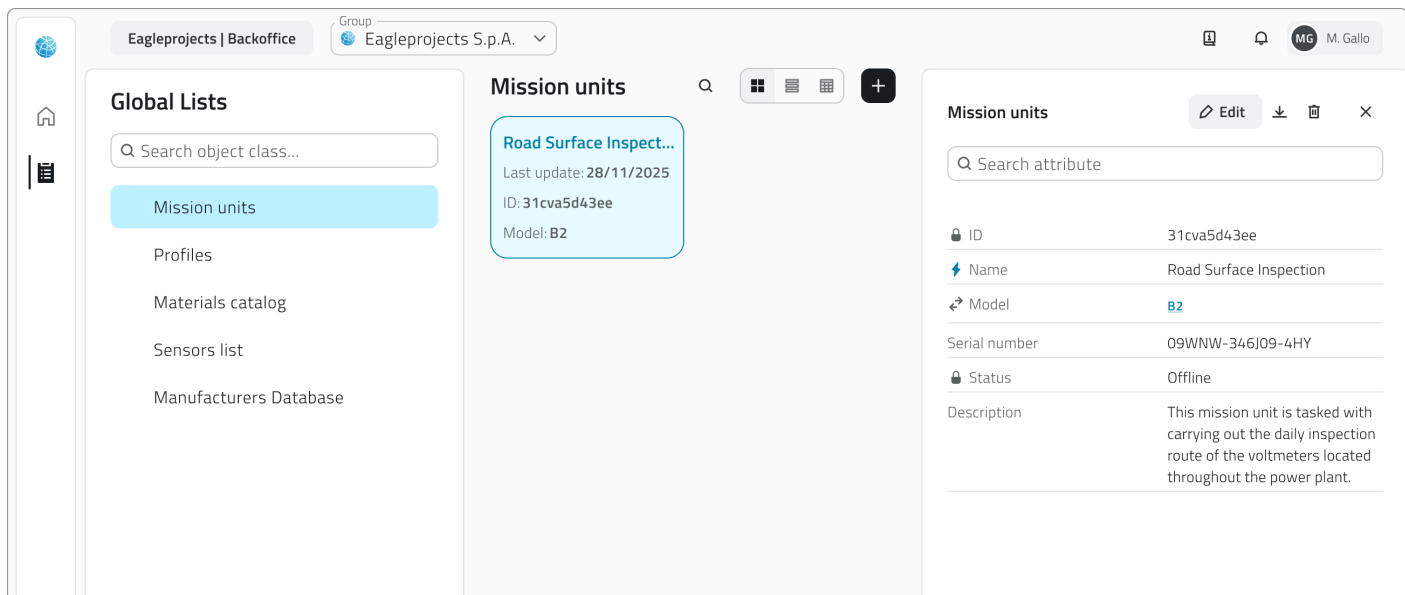 Eagleprojects | Backoffice
Group
Eagleprojects S.p.A.
MG
M. Gallo
Global Lists
Search object class...
Mission units
Profiles
Materials catalog
Sensors list
Manufacturers Database
Mission units
Road Surface Inspect...
Last update: 28/11/2025
ID: 31cva5d43ee
Model: B2
Mission units
Edit
Search attribute
ID 31cva5d43ee
Name Road Surface Inspection
Model B2
Serial number 09WNW-346J09-4HY
Status Offline
Description This mission unit is tasked with
carrying out the daily inspection
route of the voltmeters located
throughout the power plant.